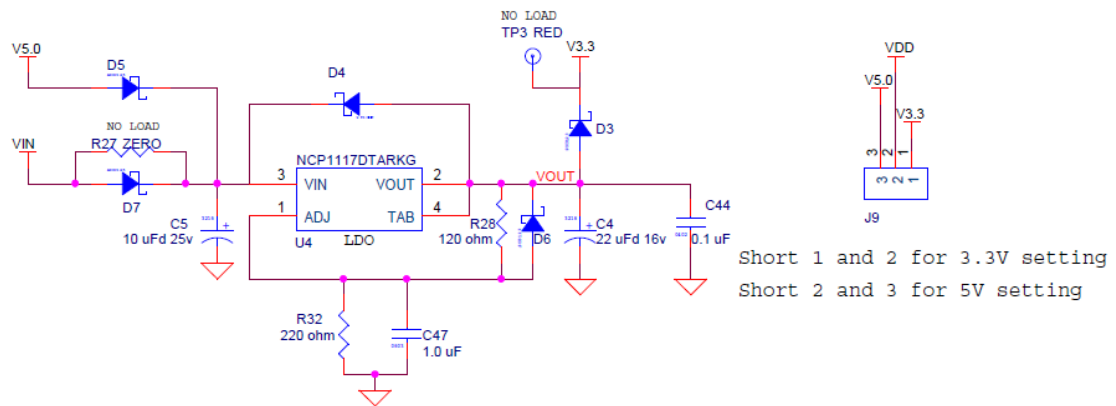 NO LOAD
TP3 RED
V3.3
V5.0
D5
D4
VDD
V5.0
V3.3
NO LOAD
R27 ZERO
VIN
D7
D3
NCP1117DTARKG
3
VIN
VOUT
2
1
ADJ
TAB
4
U4
LDO
VOUT
C5
10 uFd 25v
R28
120 ohm
D6
C4
22 uFd 16v
C44
0.1 uF
3
2
1
3
2
1
J9
Short 1 and 2 for 3.3V setting
Short 2 and 3 for 5V setting
R32
220 ohm
C47
1.0 uF